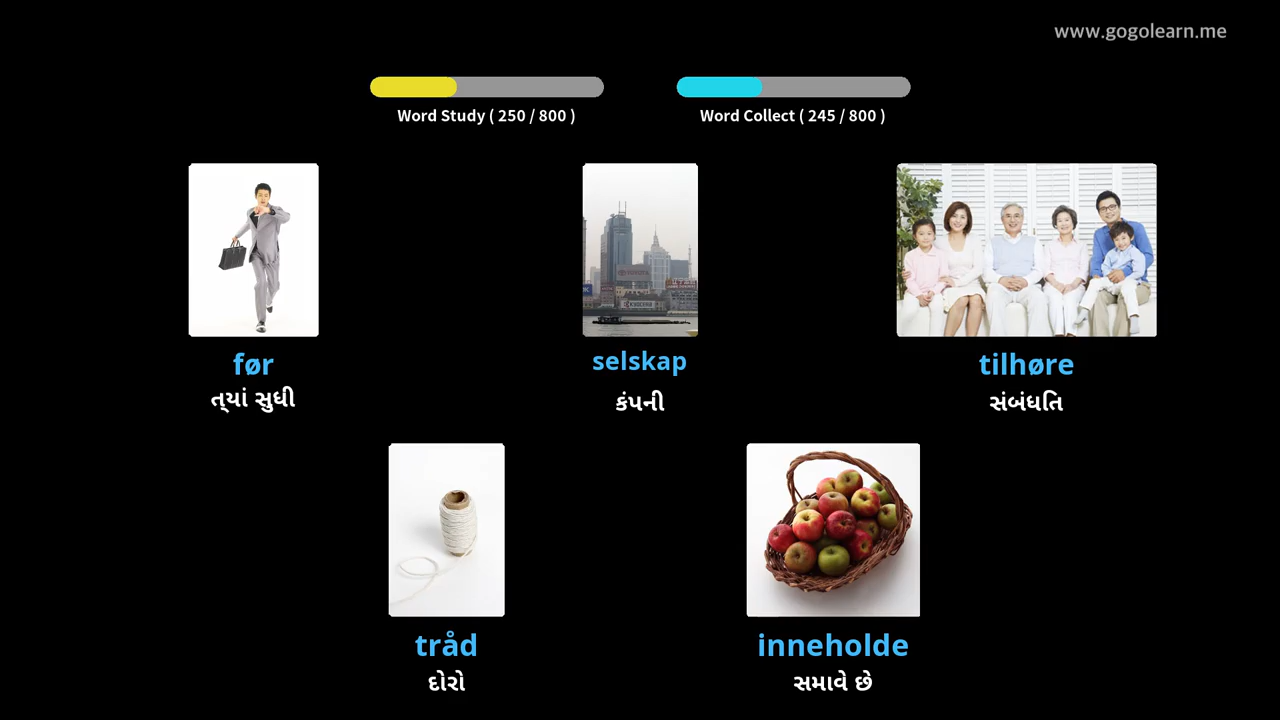 www.gogolearn.me
Word Study ( 250 / 800 )
Word Collect ( 245 / 800 )
før
ત્યાં સુધી
selskap
કંપની
tilhøre
સંબંધતિ
tråd
દોરો
inneholde
સમાવે છે
TOYOTA